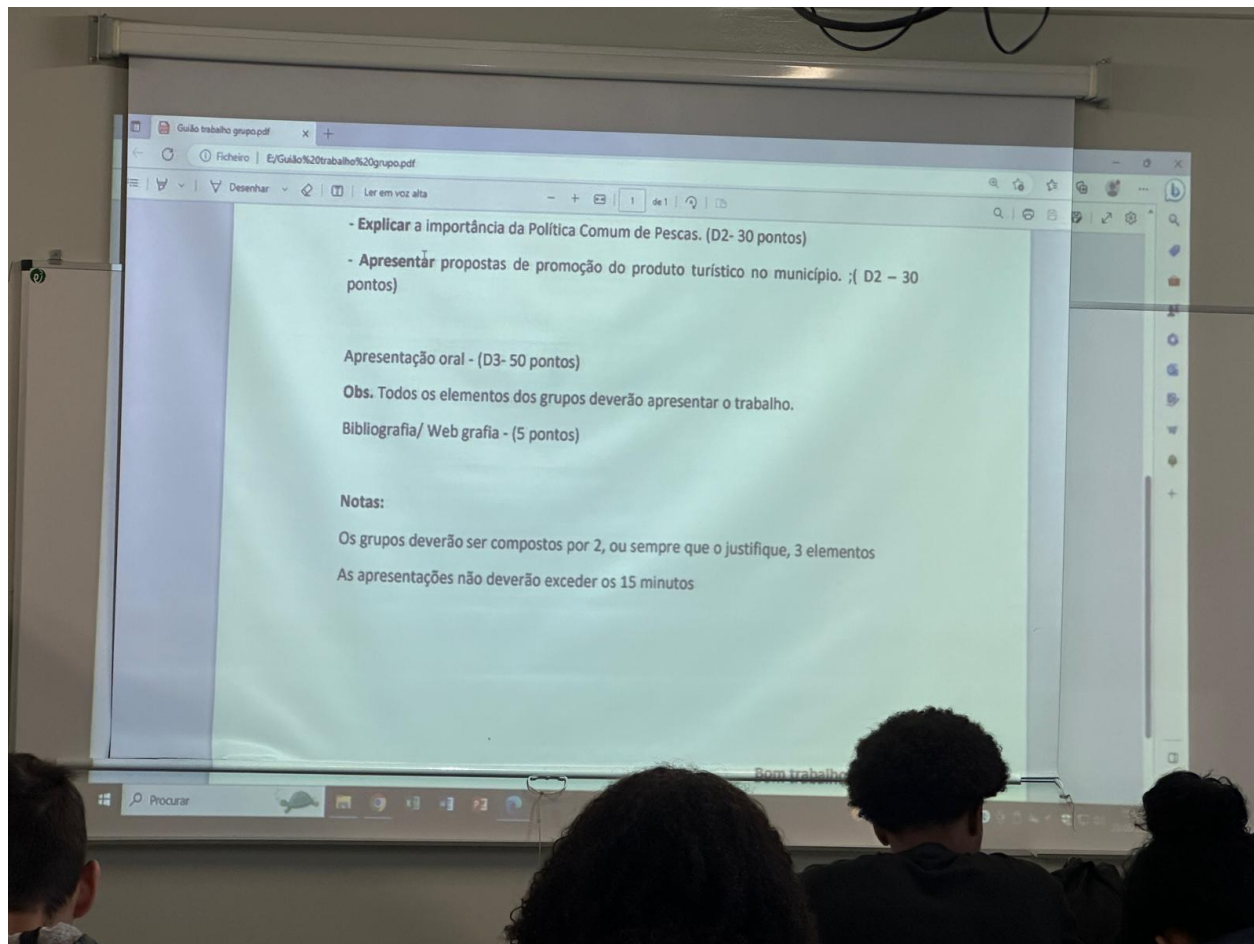 Guião trabalho grupo.pdf
Ficheiro | E:/Guião%20trabalho%20grupo.pdf
Desenhar
Ler em voz alta
1 de 1
- Explicar a importância da Política Comum de Pescas. (D2- 30 pontos)
- Apresentar propostas de promoção do produto turístico no município. ;( D2 – 30
pontos)
Apresentação oral - (D3- 50 pontos)
Obs. Todos os elementos dos grupos deverão apresentar o trabalho.
Bibliografia/ Web grafia - (5 pontos)
Notas:
Os grupos deverão ser compostos por 2, ou sempre que o justifique, 3 elementos
As apresentações não deverão exceder os 15 minutos
Bom trabalho
Procurar